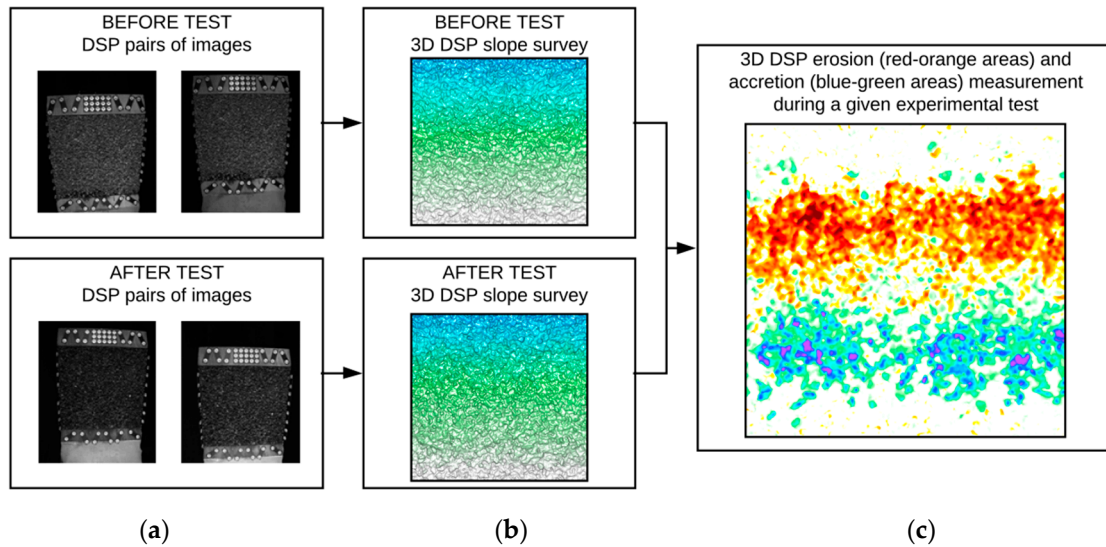 BEFORE TEST
DSP pairs of images
BEFORE TEST
3D DSP slope survey
3D DSP erosion (red-orange areas) and
accretion (blue-green areas) measurement
during a given experimental test
AFTER TEST
DSP pairs of images
AFTER TEST
3D DSP slope survey
(a)
(b)
(c)